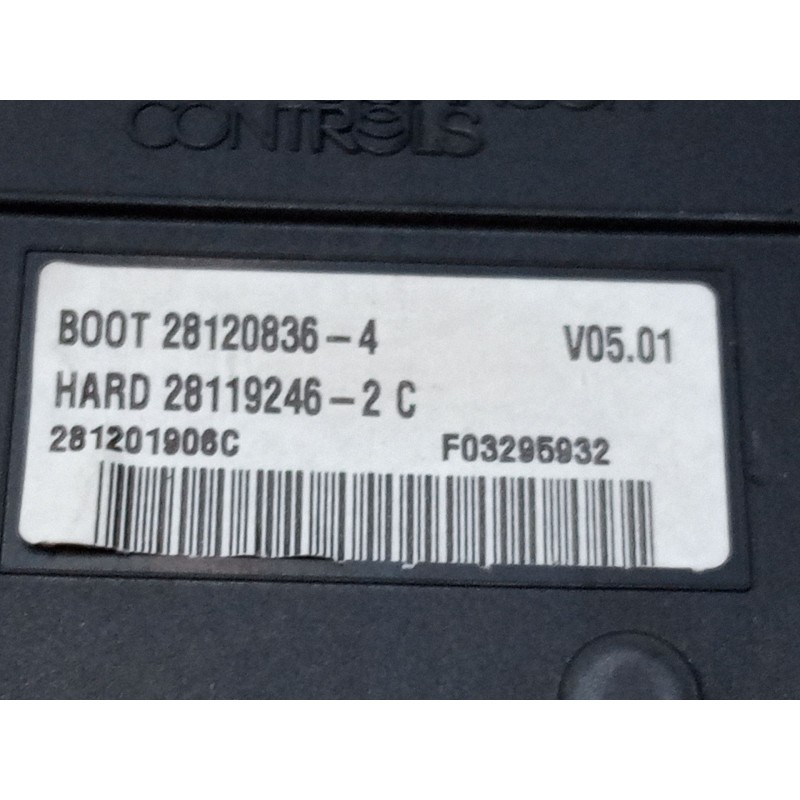 CONTROLS
BOOT 28120836-4 V05.01
HARD 28119246-2 C
281201906C F03295932